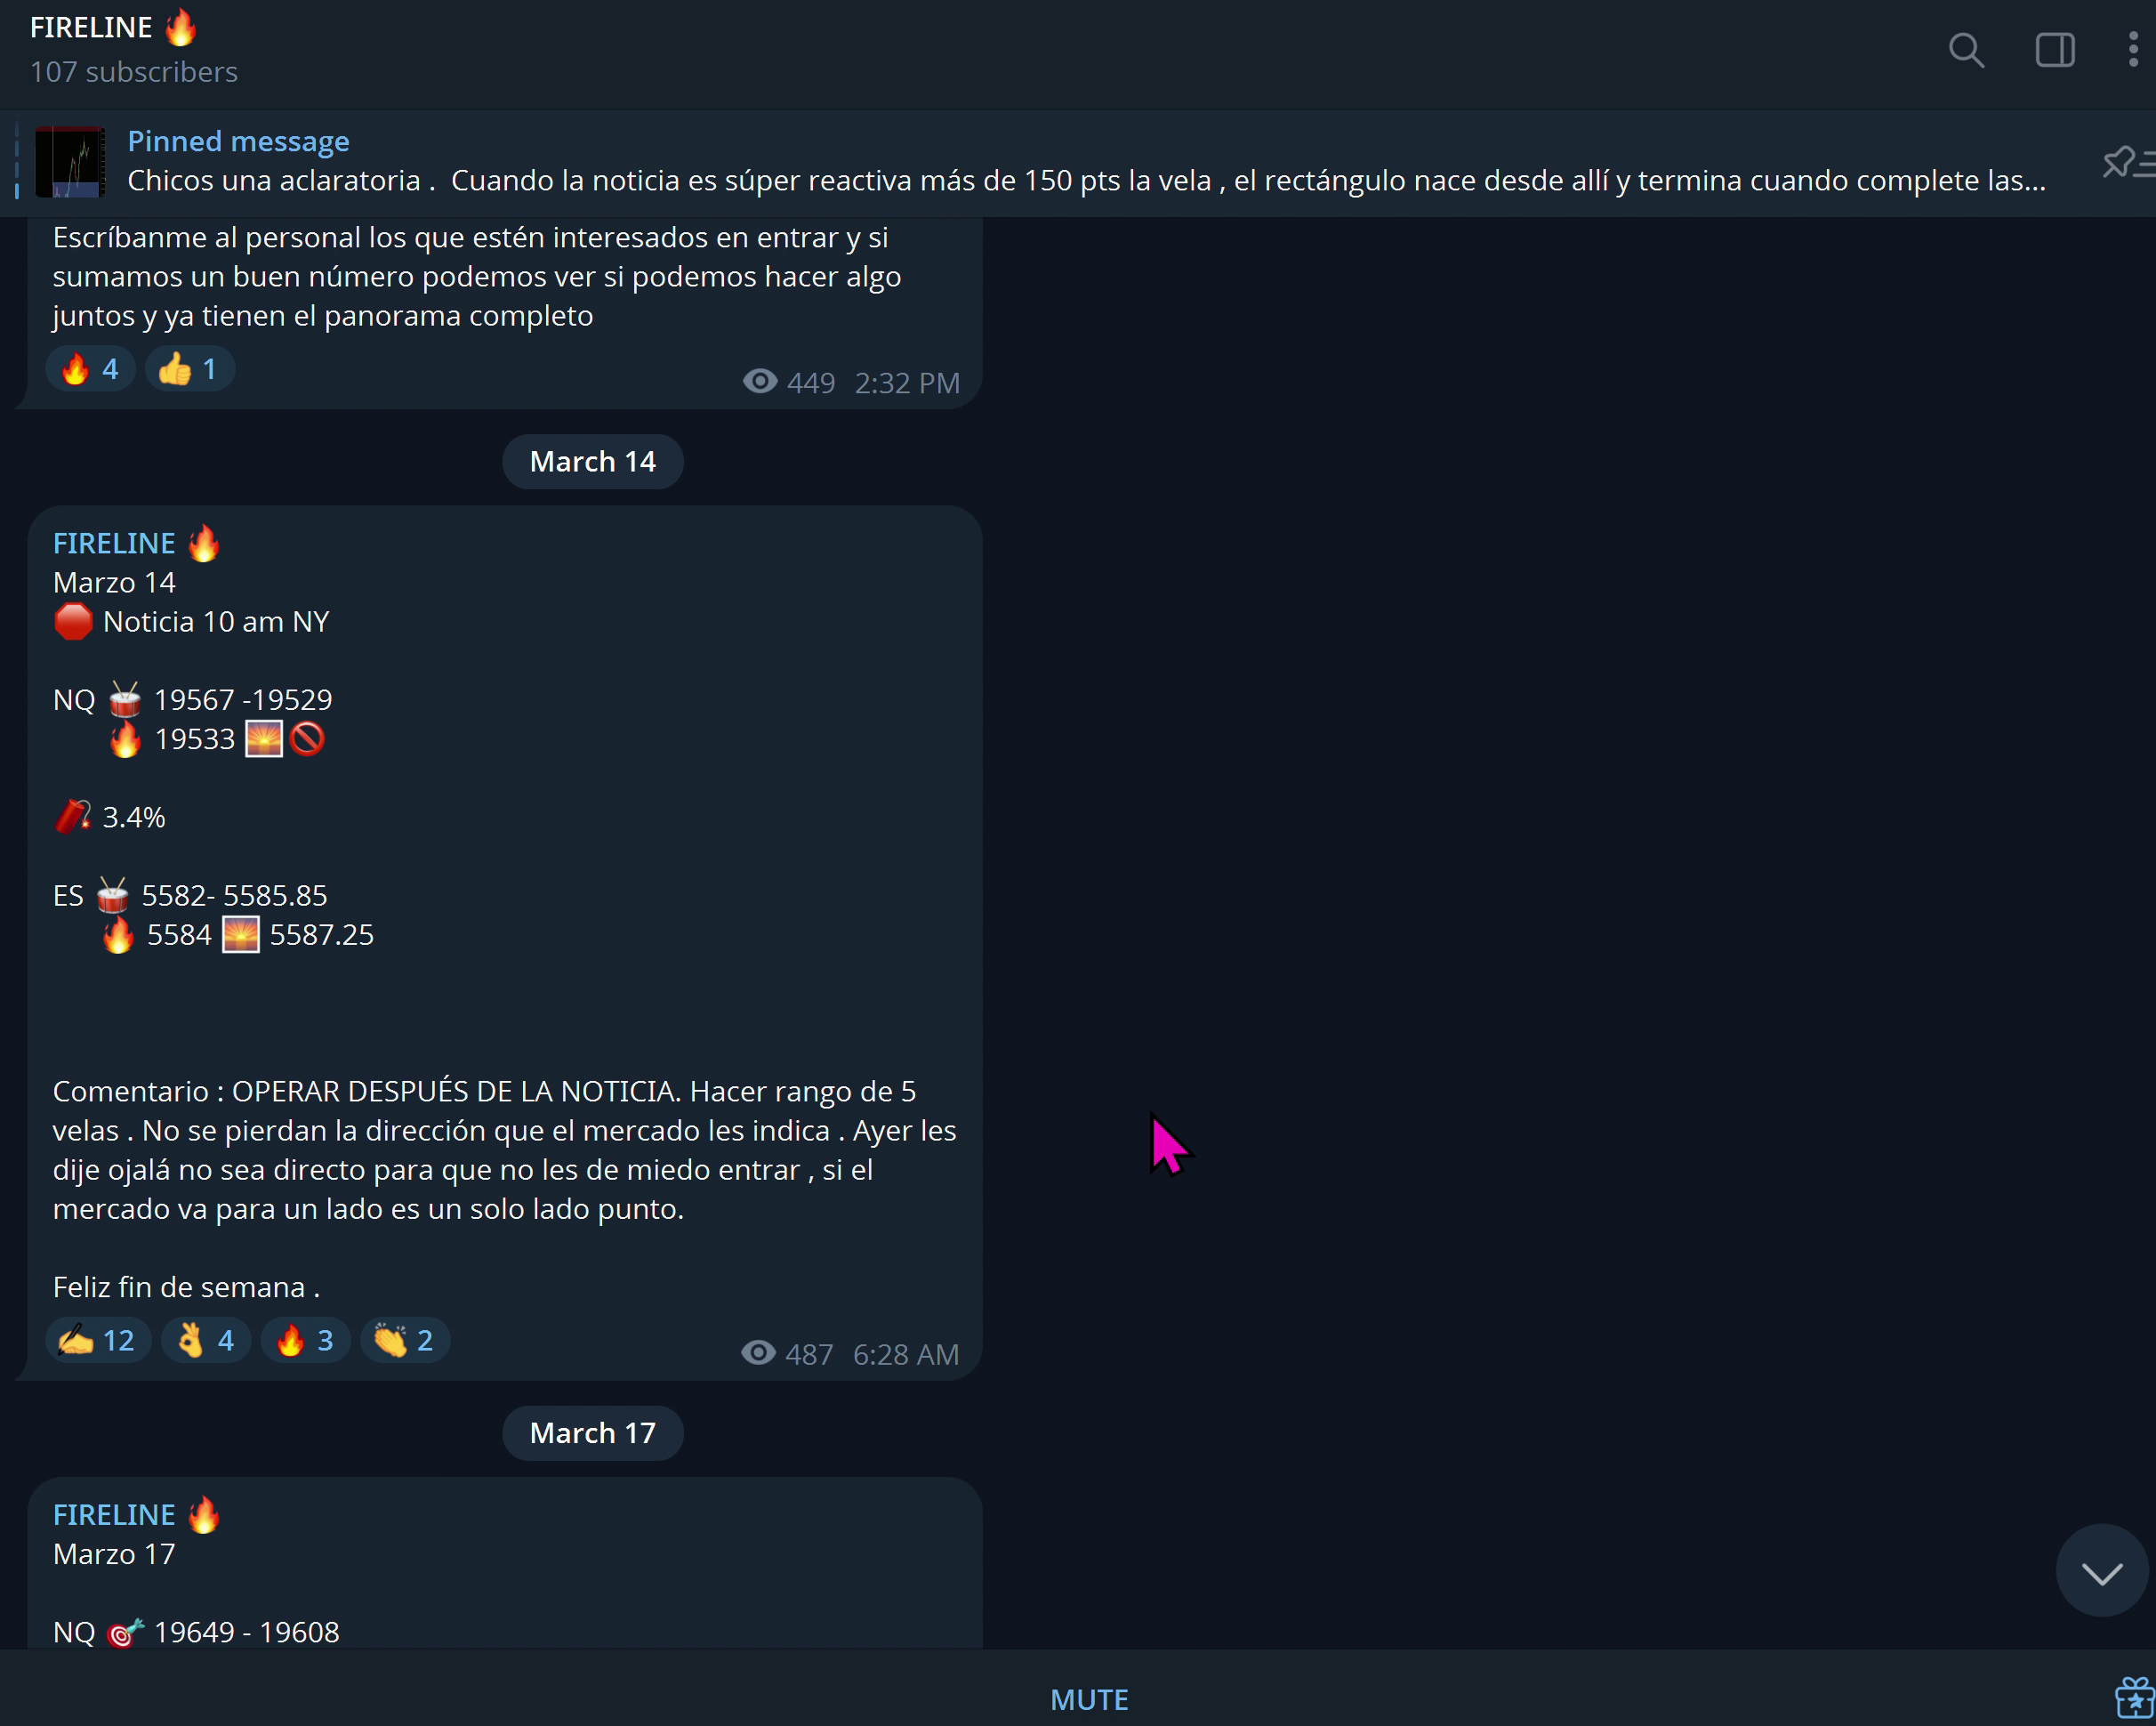 FIRELINE 🔥
107 subscribers
Pinned message
Chicos una aclaratoria . Cuando la noticia es súper reactiva más de 150 pts la vela , el rectángulo nace desde allí y termina cuando complete las...
Escríbanme al personal los que estén interesados en entrar y si
sumamos un buen número podemos ver si podemos hacer algo
juntos y ya tienen el panorama completo
🔥 4 👍 1
449 2:32 PM
March 14
FIRELINE 🔥
Marzo 14
🛑 Noticia 10 am NY
NQ 🥁 19567 -19529
🔥 19533 🌅🚫
🧨 3.4%
ES 🥁 5582- 5585.85
🔥 5584 🌅 5587.25
Comentario : OPERAR DESPUÉS DE LA NOTICIA. Hacer rango de 5
velas . No se pierdan la dirección que el mercado les indica . Ayer les
dije ojalá no sea directo para que no les de miedo entrar , si el
mercado va para un lado es un solo lado punto.
Feliz fin de semana .
✍️ 12 👌 4 🔥 3 👏 2
487 6:28 AM
March 17
FIRELINE 🔥
Marzo 17
NQ 🎯 19649 - 19608
MUTE